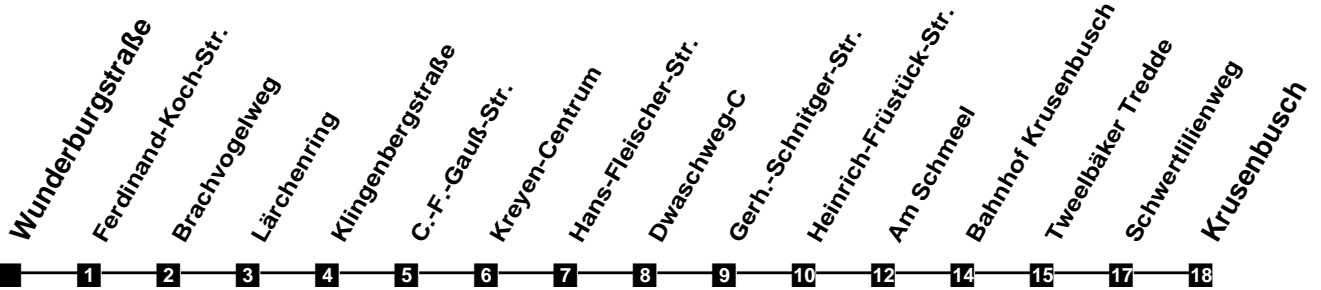 Wunderburgstraße
Ferdinand-Koch-Str.
Brachvogelweg
Lärchenring
Klingenbergstraße
C.-F.-Gauß-Str.
Kreyen-Centrum
Hans-Fleischer-Str.
Dwaschweg-C
Gerh.-Schnitger-Str.
Heinrich-Früstück-Str.
Am Schmeel
Bahnhof Krusenbusch
Tweelbäker Tredde
Schwertlilienweg
Krusenbusch
1 2 3 4 5 6 7 8 9 10 12 14 15 17 18